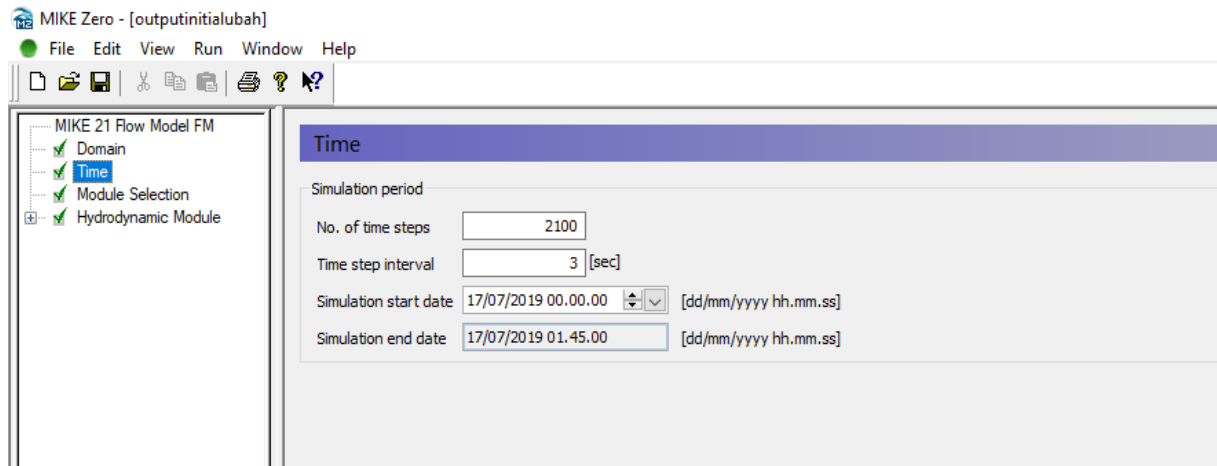 MIKE Zero - [outputinitialubah]
File Edit View Run Window Help
MIKE 21 Flow Model FM
Domain
Time
Module Selection
Hydrodynamic Module
Time
Simulation period
No. of time steps 2100
Time step interval 3 [sec]
Simulation start date 17/07/2019 00.00.00 [dd/mm/yyyy hh.mm.ss]
Simulation end date 17/07/2019 01.45.00 [dd/mm/yyyy hh.mm.ss]